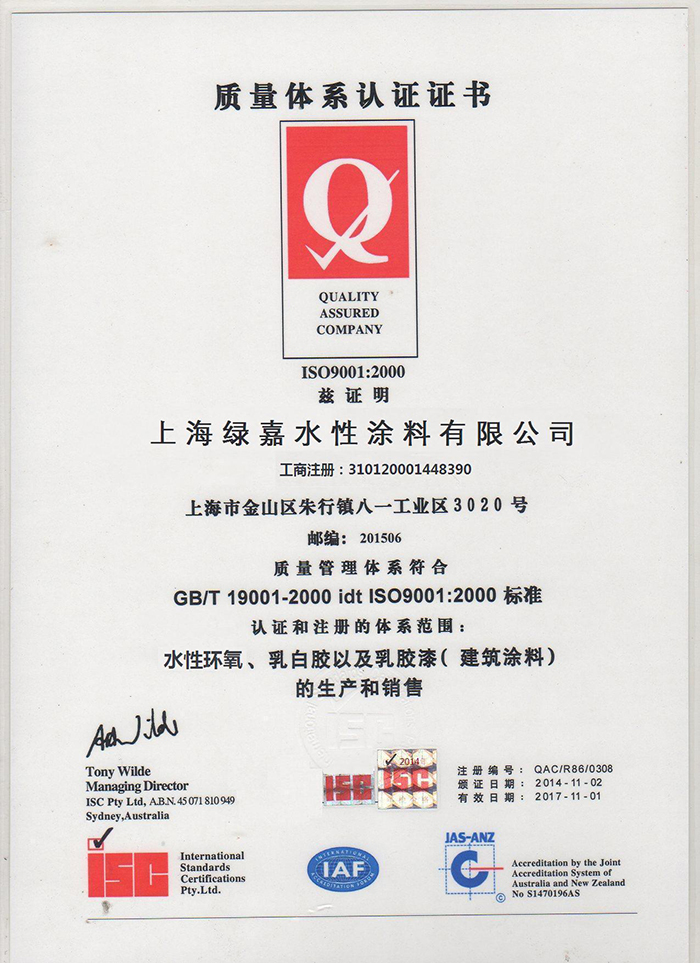 质量体系认证证书
Q
QUALITY
ASSURED
COMPANY
ISO9001:2000
兹证明
上海绿嘉水性涂料有限公司
工商注册：310120001448390
上海市金山区朱行镇八一工业区3020号
邮编: 201506
质量管理体系符合
GB/T 19001-2000 idt ISO9001:2000 标准
认证和注册的体系范围：
水性环氧、乳白胶以及乳胶漆(建筑涂料)
的生产和销售
Tony Wilde
Managing Director
ISC Pty Ltd, A.B.N. 45 071 810 949
Sydney,Australia
ISC
2014
ISC
注册编号：QAC/R86/0308
颁证日期：2014-11-02
有效日期：2017-11-01
ISC
International
Standards
Certifications
Pty.Ltd.
INTERNATIONAL
IAF
ACCREDITATION FORUM
JAS-ANZ
C
©
Accreditation by the Joint
Accreditation System of
Australia and New Zealand
No S1470196AS